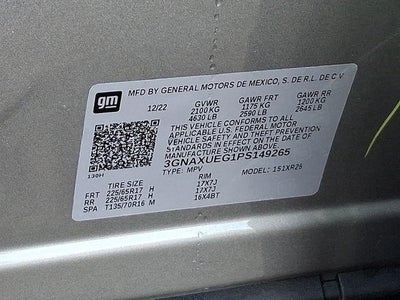 gm
MFD BY GENERAL MOTORS DE MEXICO, S. DE R.L. DE C V
12/22 GVWR GAWR FRT GAWR RR
2100 KG 1175 KG 1200 KG
4630 LB 2590 LB 2645 LB
THIS VEHICLE CONFORMS TO ALL
APPLICABLE U.S. FEDERAL MOTOR
VEHICLE SAFETY AND THEFT PREVENTION
STANDARDS IN EFFECT ON THE DATE OF
MANUFACTURE SHOWN ABOVE.
3GNAXUEG1PS149265
TYPE: MPV MODEL: 151XR26
130H
TIRE SIZE RIM
FRT 225/65R17 H 17X7J
RR 225/65R17 H 17X7J
SPA T135/70R16 M 16X4BT